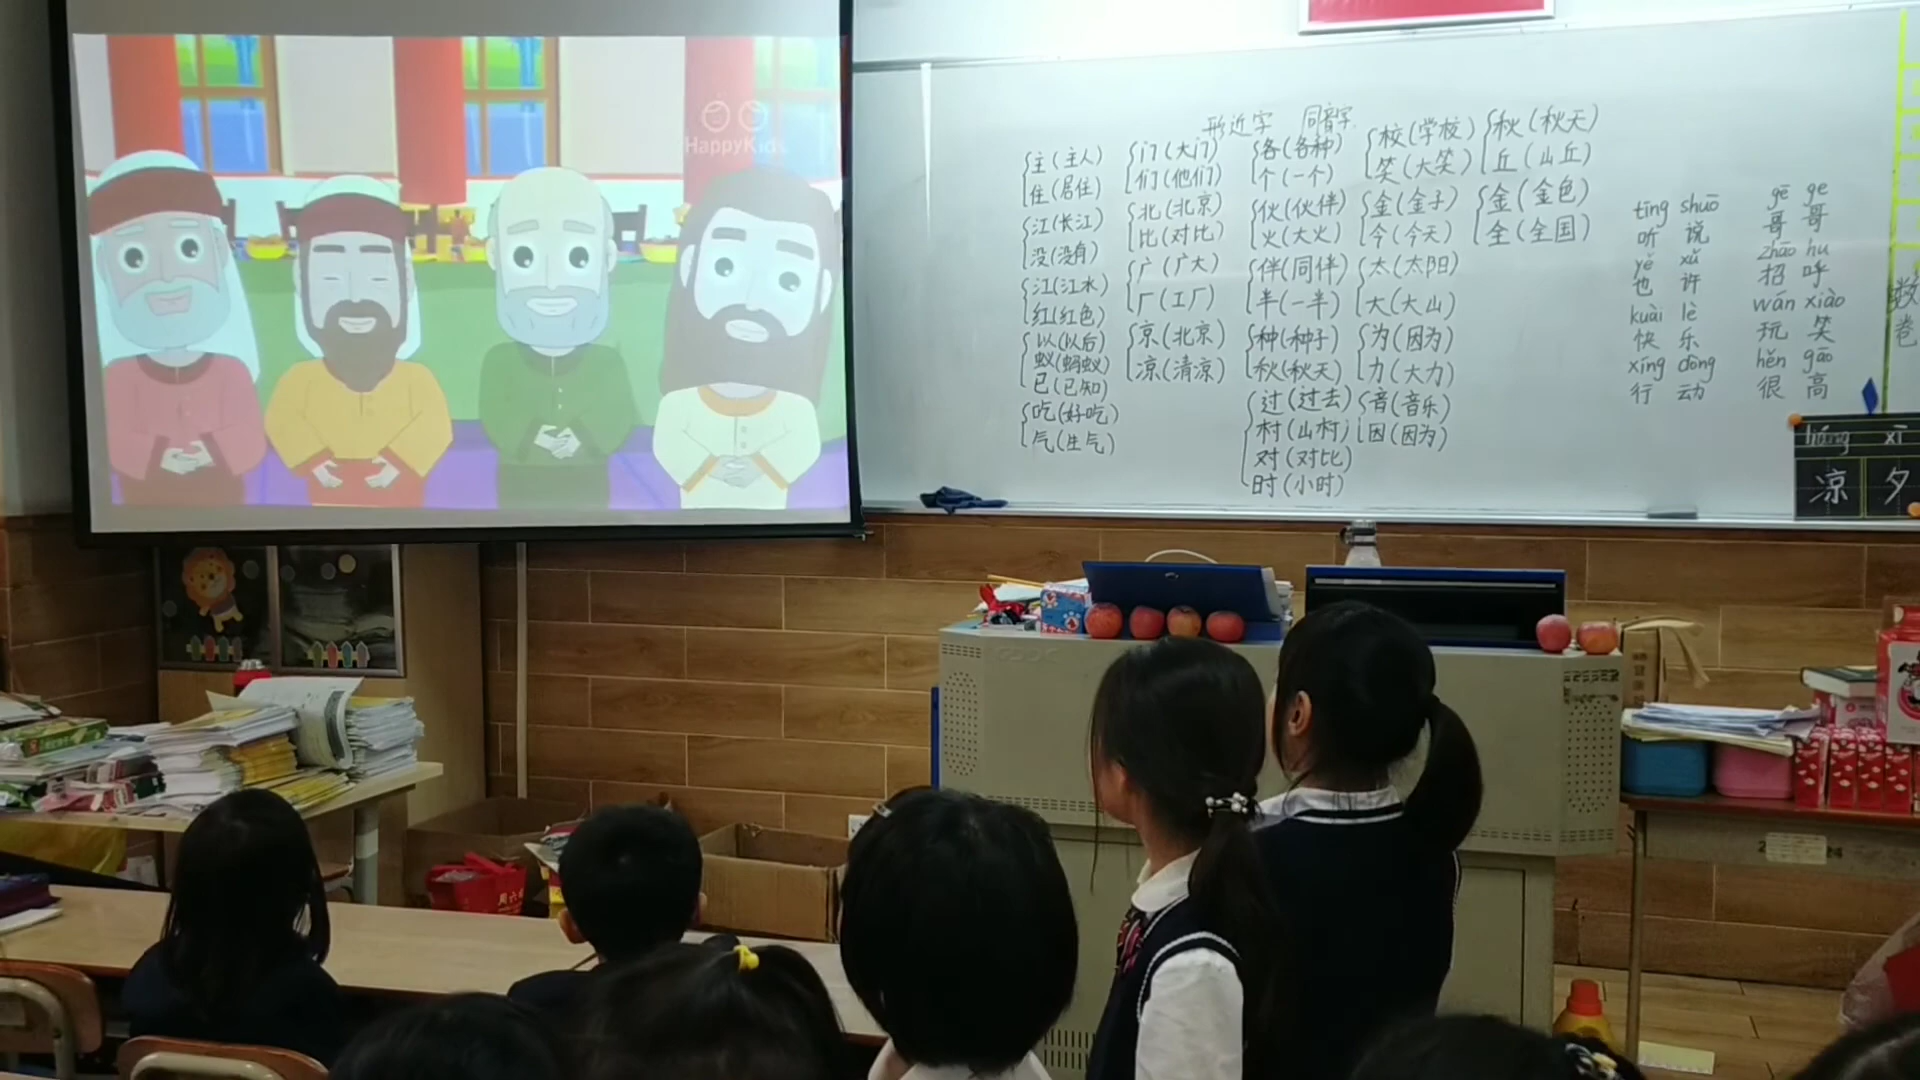 HappyKids
形近字 同音字
主(主人)
住(居住)
江(长江)
没(没有)
江(江水)
红(红色)
以(以后)
蚁(蚂蚁)
已(已知)
吃(好吃)
气(生气)
门(大门)
们(他们)
北(北京)
比(对比)
广(广大)
厂(工厂)
京(北京)
凉(清凉)
各(各种)
个(一个)
伙(伙伴)
火(大火)
伴(同伴)
半(一半)
种(种子)
秋(秋天)
过(过去)
村(山村)
对(对比)
时(小时)
校(学校)
笑(大笑)
金(金子)
今(今天)
太(太阳)
大(大山)
为(因为)
力(大力)
音(音乐)
因(因为)
秋(秋天)
丘(山丘)
金(金色)
全(全国)
tīng shuō
听 说
yě xǔ
也 许
kuài lè
快 乐
xíng dòng
行 动
gē ge
哥 哥
zhāo hu
招 呼
wán xiào
玩 笑
hěn gāo
很 高
liáng xī
凉 夕
数
卷
周六